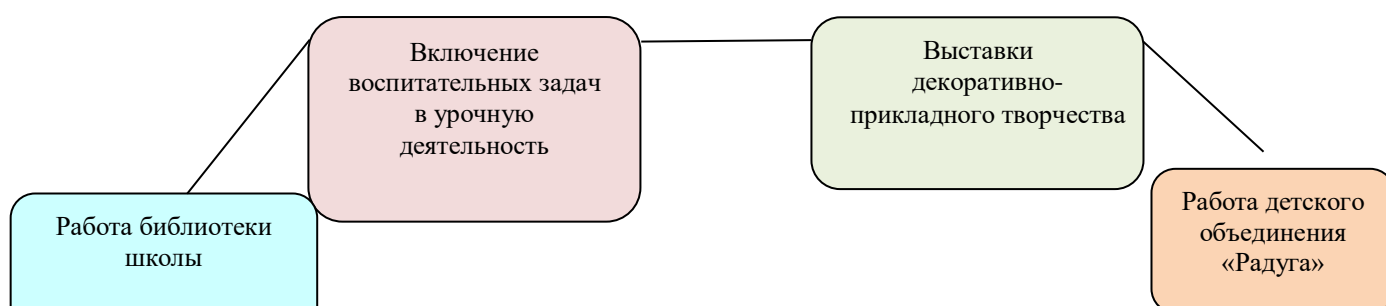 Включение
воспитательных задач
в урочную
деятельность
Выставки
декоративно-
прикладного творчества
Работа библиотеки
школы
Работа детского
объединения
«Радуга»